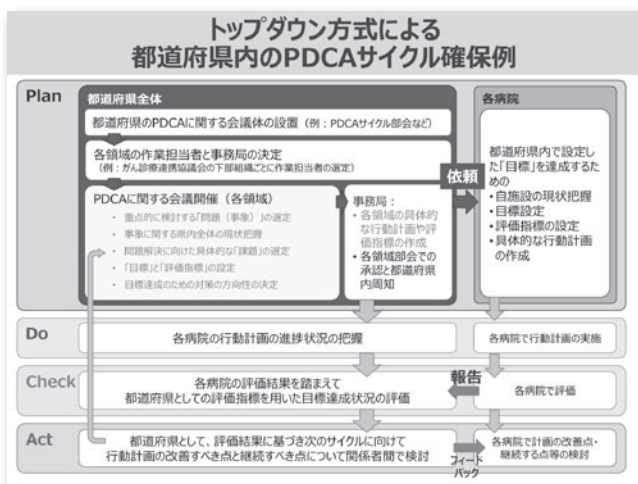 トップダウン方式による
都道府県内のPDCAサイクル確保例
Plan
都道府県全体
都道府県のPDCAに関する会議体の設置（例：PDCAサイクル部会など）
各領域の作業担当者と事務局の決定
（例：がん診療連携協議会の下部組織ごとに作業担当者の選定）
PDCAに関する会議開催（各領域）
・ 重点的に検討する「問題（事象）」の選定
・ 事象に関する県内全体の現状把握
・ 問題解決に向けた具体的な「課題」の選定
・ 「目標」と「評価指標」の設定
・ 目標達成のための対策の方向性の決定
事務局：
・各領域の具体的
な行動計画や評
価指標の作成
・各領域部会での
承認と都道府県
内周知
依頼
各病院
都道府県内で設定し
た「目標」を達成するた
めの
・自施設の現状把握
・目標設定
・評価指標の設定
・具体的な行動計画
の作成
Do
各病院の行動計画の進捗状況の把握
各病院で行動計画の実施
Check
各病院の評価結果を踏まえて
都道府県としての評価指標を用いた目標達成状況の評価
報告
各病院で評価
Act
都道府県として、評価結果に基づき次のサイクルに向けて
行動計画の改善すべき点と継続すべき点について関係者間で検討
フィード
バック
各病院で計画の改善点・
継続する点等の検討